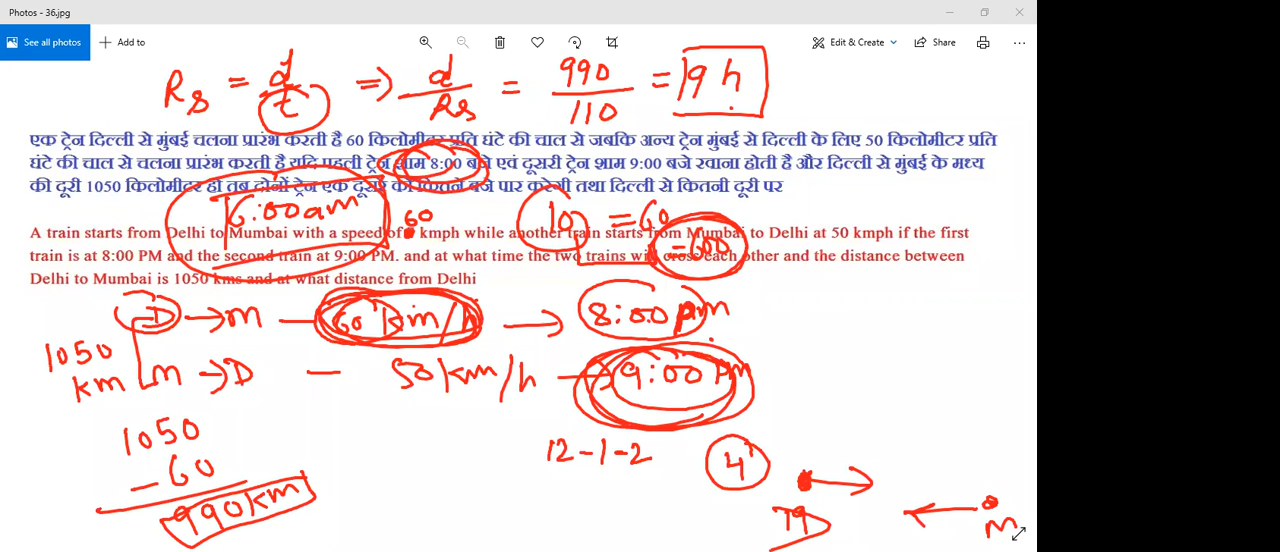 Photos - 36.jpg
See all photos + Add to Edit & Create Share
Rs = d/t ⇒ d/Rs = 990/110 = 9 h
एक ट्रेन दिल्ली से मुंबई चलना प्रारंभ करती है 60 किलोमीटर प्रति घंटे की चाल से जबकि अन्य ट्रेन मुंबई से दिल्ली के लिए 50 किलोमीटर प्रति
घंटे की चाल से चलना प्रारंभ करती है यदि पहली ट्रेन शाम 8:00 बजे एवं दूसरी ट्रेन शाम 9:00 बजे रवाना होती है और दिल्ली से मुंबई के मध्य
की दूरी 1050 किलोमीटर हो तब दोनों ट्रेन एक दूसरे को कितने बजे पार करेगी तथा दिल्ली से कितनी दूरी पर
6:00 am 60 10 = 60
A train starts from Delhi to Mumbai with a speed of kmph while another train starts from Mumbai to Delhi at 50 kmph if the first
= 600
train is at 8:00 PM and the second train at 9:00 PM. and at what time the two trains will cross each other and the distance between
Delhi to Mumbai is 1050 kms and at what distance from Delhi
D → m — 60 km/h → 8:00 pm
1050 km
M → D — 50 km/h → 9:00 pm
1050
12-1-2 4
- 60
990 km
M